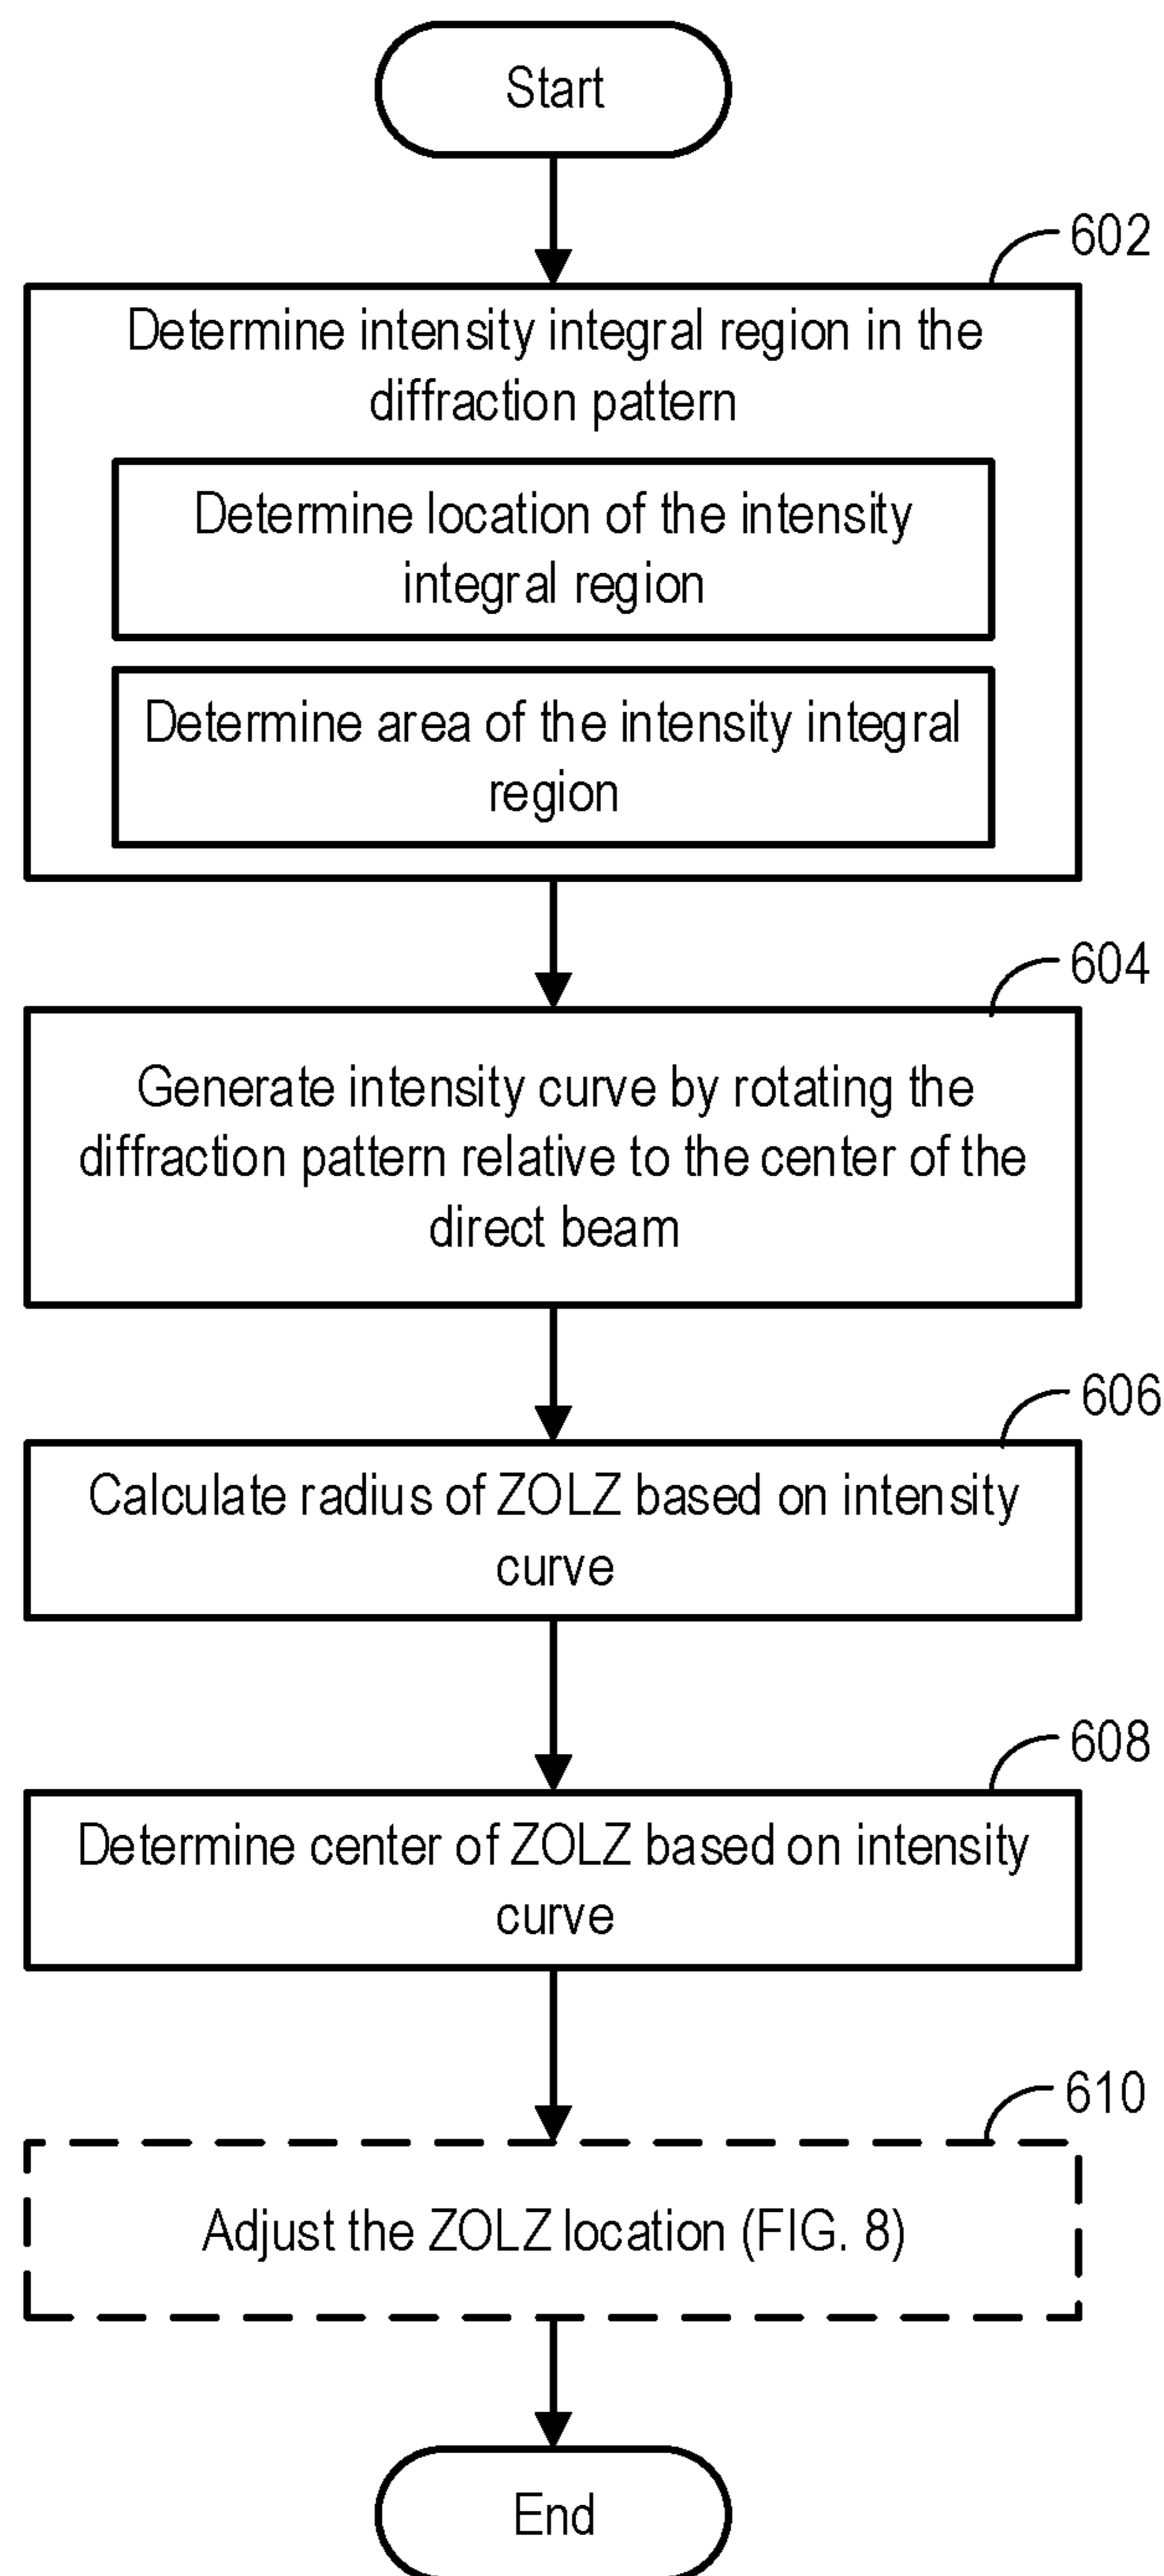 Start
602
Determine intensity integral region in the
diffraction pattern
Determine location of the intensity
integral region
Determine area of the intensity integral
region
604
Generate intensity curve by rotating the
diffraction pattern relative to the center of the
direct beam
606
Calculate radius of ZOLZ based on intensity
curve
608
Determine center of ZOLZ based on intensity
curve
610
Adjust the ZOLZ location (FIG. 8)
End